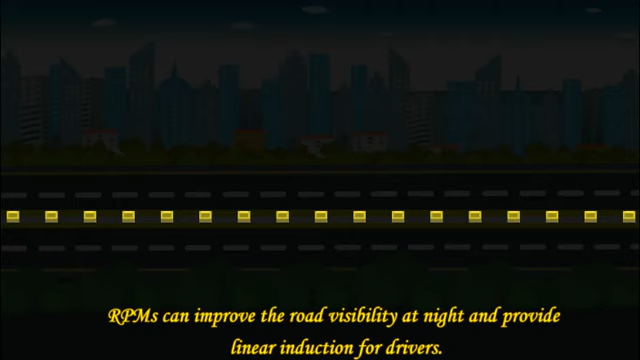 RPMs can improve the road visibility at night and provide
linear induction for drivers.